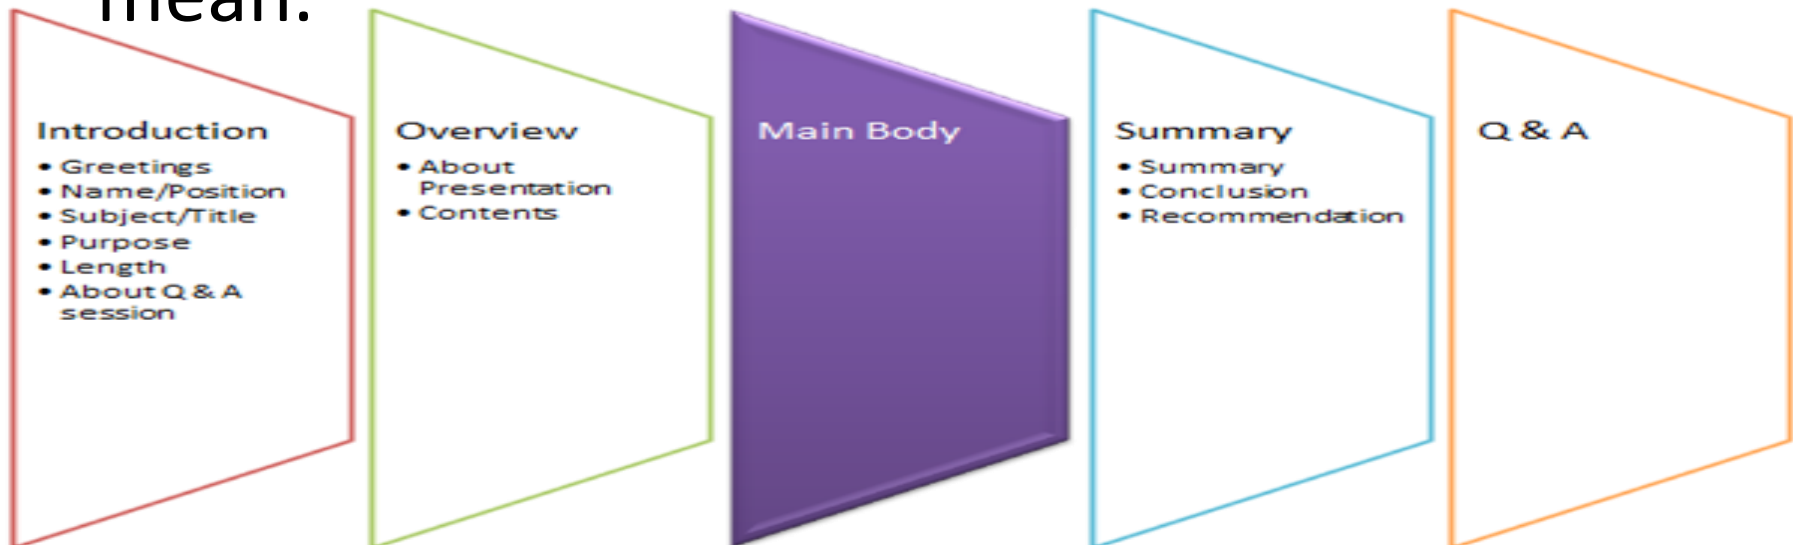 mean.
Introduction
• Greetings
• Name/Position
• Subject/Title
• Purpose
• Length
• About Q & A
session
Overview
• About
Presentation
• Contents
Main Body
Summary
• Summary
• Conclusion
• Recommendation
Q & A